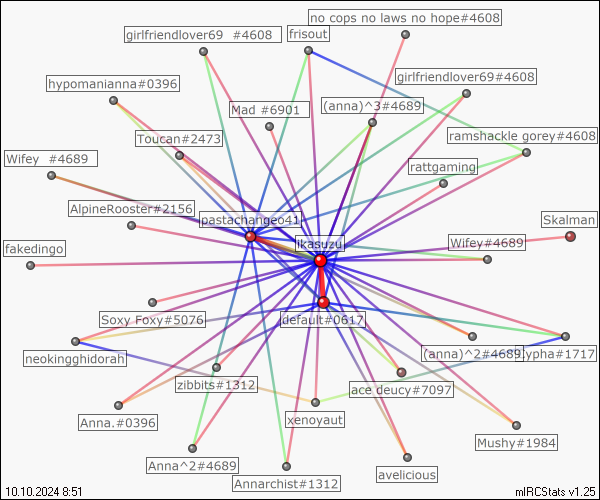 no cops no laws no hope#4608
girlfriendlover69 #4608
frisout
hypomanianna#0396
girlfriendlover69#4608
Mad #6901
(anna)^3#4689
Toucan#2473
ramshackle gorey#4608
Wifey #4689
rattgaming
AlpineRooster#2156
pastachangeo41
Skalman
ikasuzu
Wifey#4689
fakedingo
Soxy Foxy#5076
default#0617
neokingghidorah
(anna)^2#4689
lypha#1717
zibbits#1312
ace deucy#7097
Anna.#0396
xenoyaut
Mushy#1984
Anna^2#4689
Annarchist#1312
avelicious
10.10.2024 8:51
mIRCStats v1.25